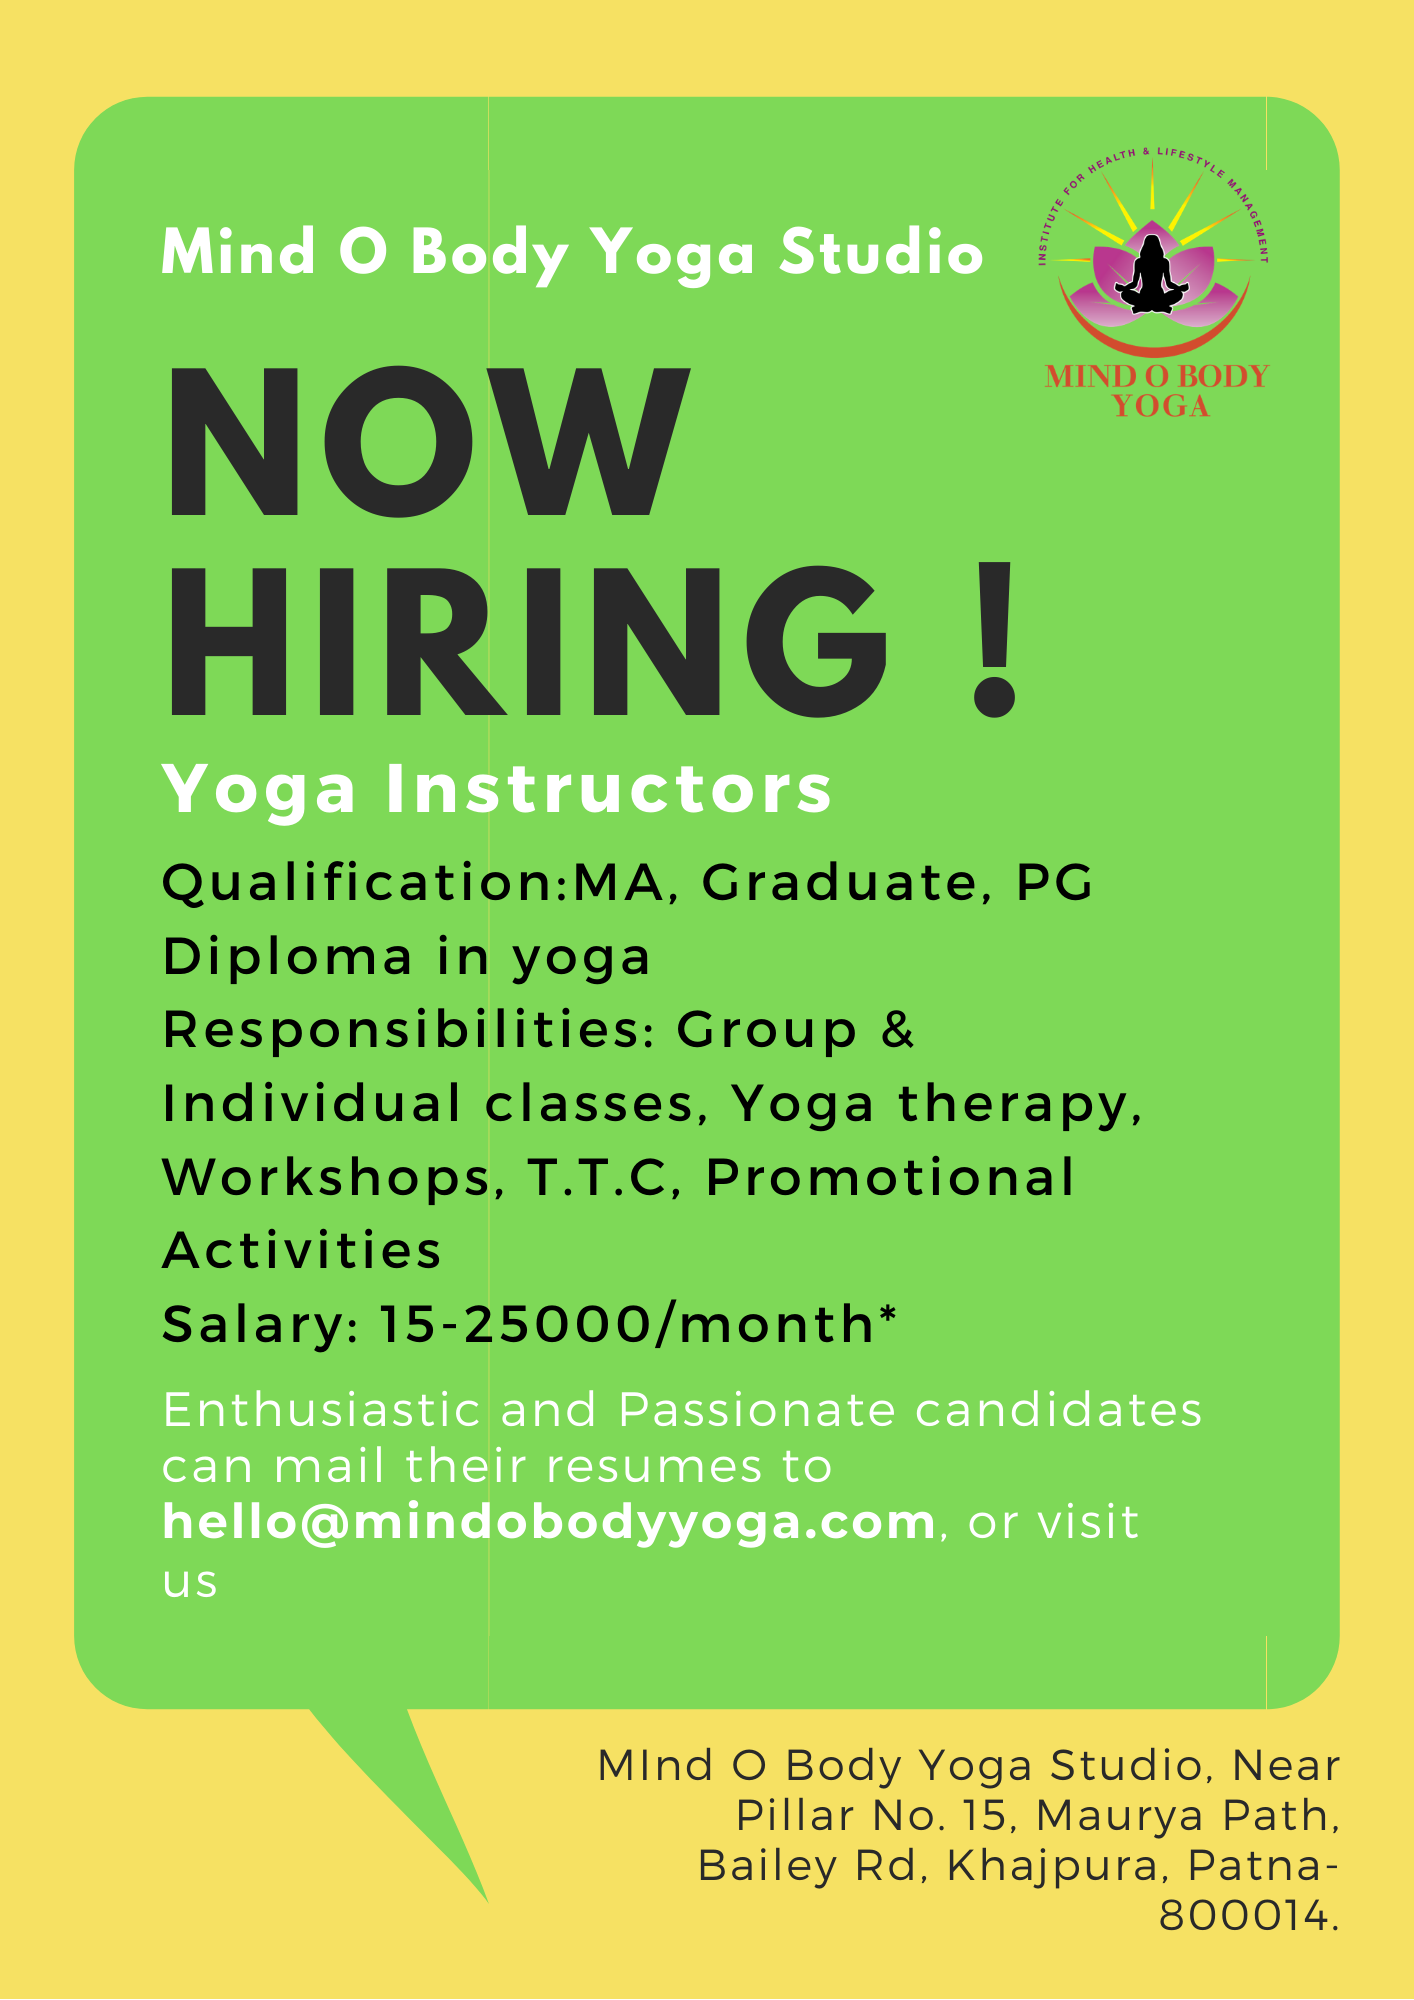 INSTITUTE FOR HEALTH & LIFESTYLE MANAGEMENT
Mind O Body Yoga Studio
MIND O BODY
YOGA
NOW
HIRING !
Yoga Instructors
Qualification:MA, Graduate, PG
Diploma in yoga
Responsibilities: Group &
Individual classes, Yoga therapy,
Workshops, T.T.C, Promotional
Activities
Salary: 15-25000/month*
Enthusiastic and Passionate candidates
can mail their resumes to
hello@mindobodyyoga.com, or visit
us
MInd O Body Yoga Studio, Near
Pillar No. 15, Maurya Path,
Bailey Rd, Khajpura, Patna-
800014.